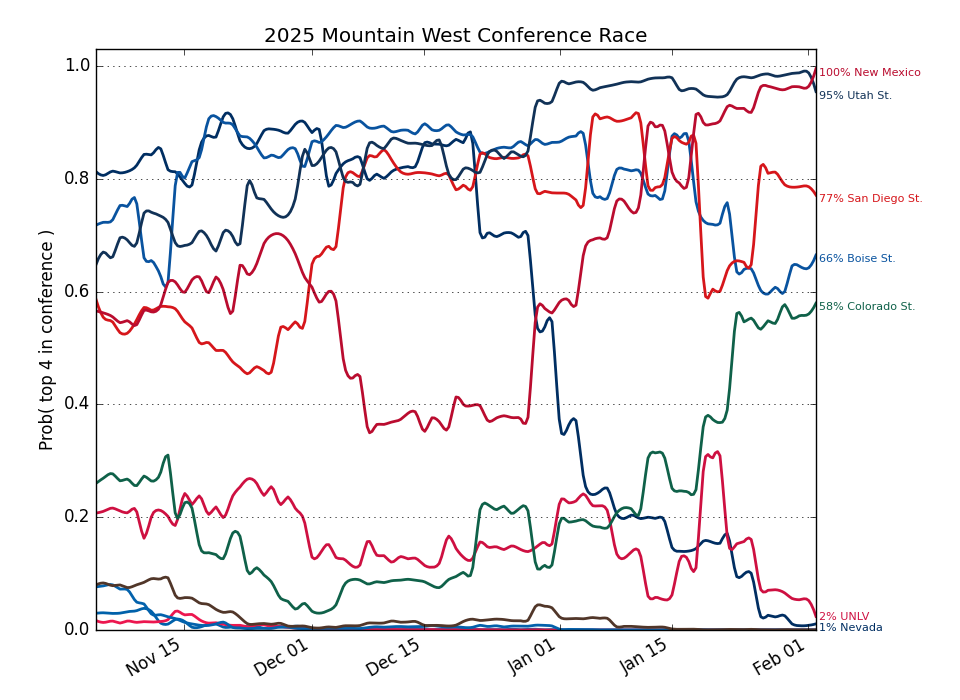 2025 Mountain West Conference Race
Prob( top 4 in conference )
1.0
0.8
0.6
0.4
0.2
0.0
100% New Mexico
95% Utah St.
77% San Diego St.
66% Boise St.
58% Colorado St.
2% UNLV
1% Nevada
Nov 15
Dec 01
Dec 15
Jan 01
Jan 15
Feb 01